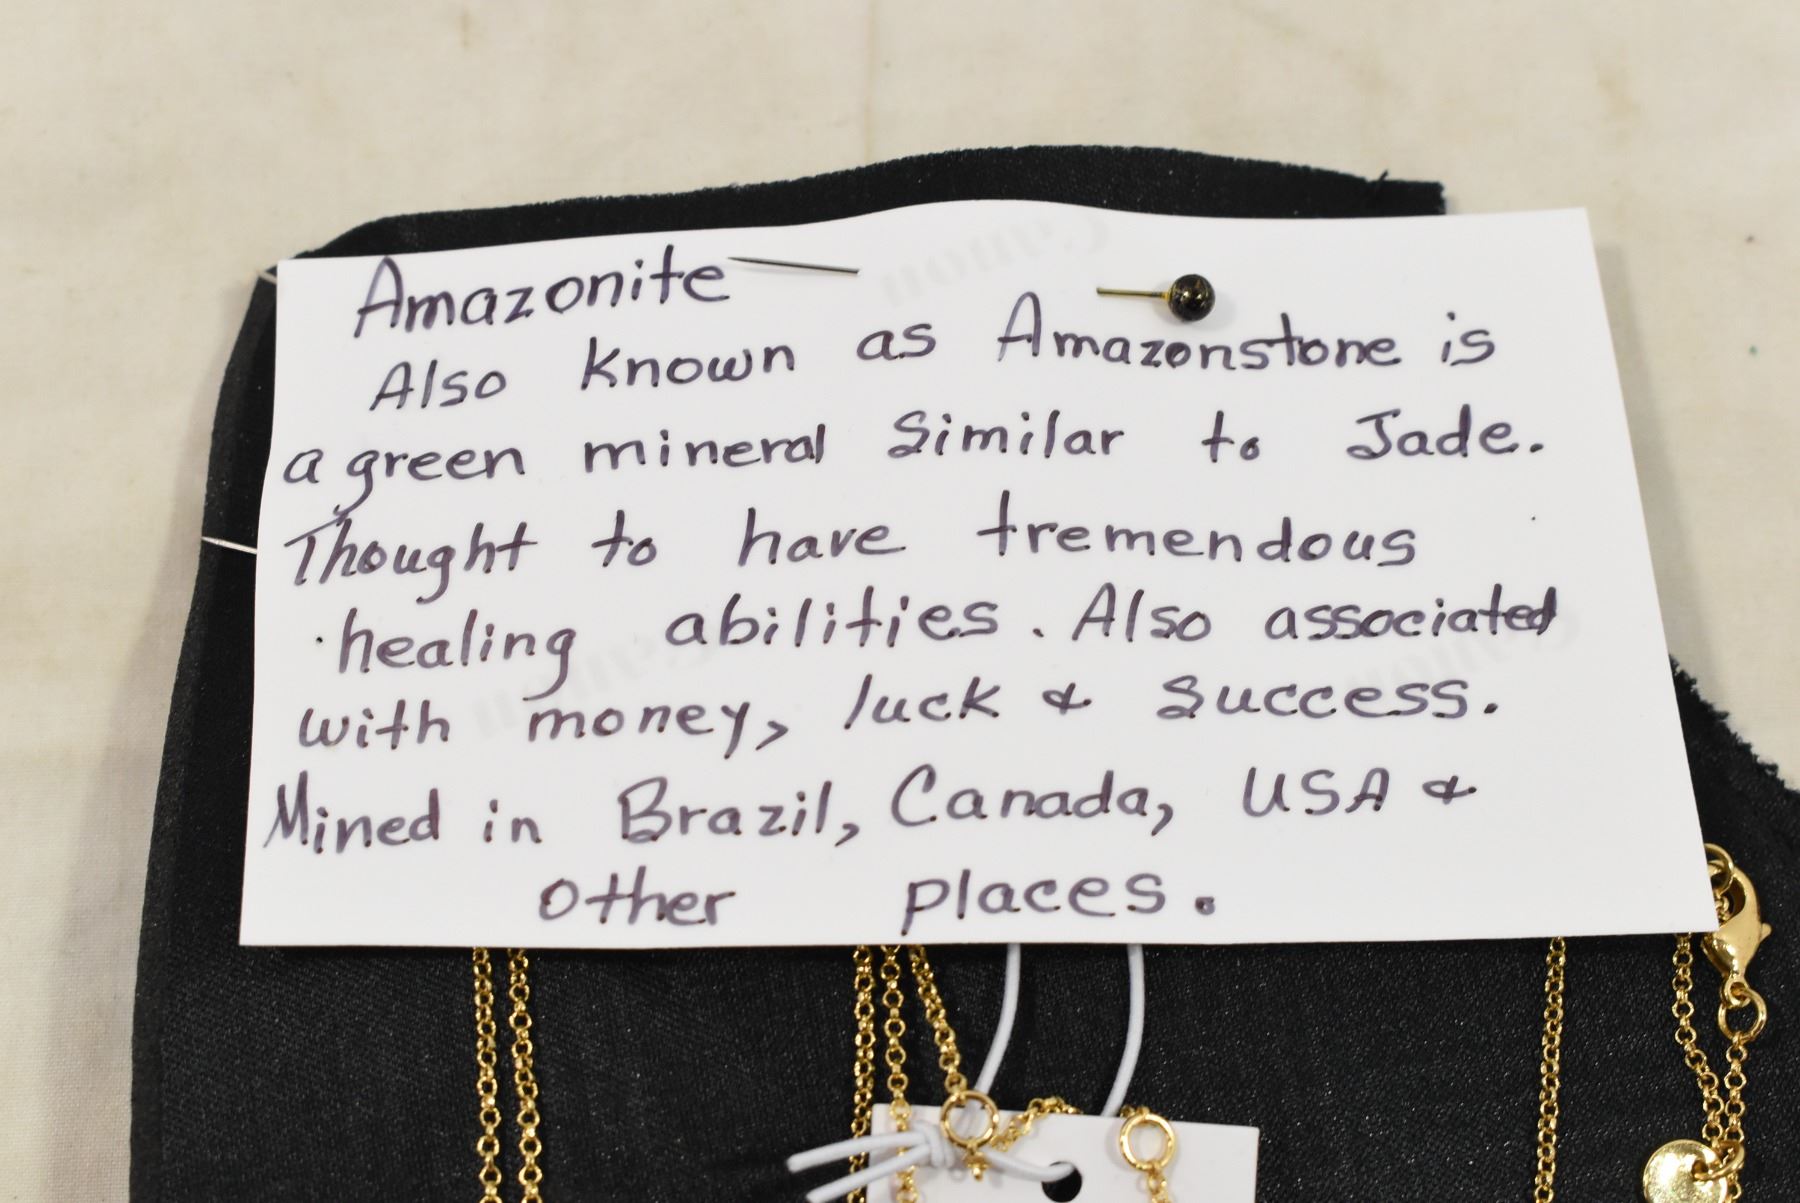 Amazonite
Also known as Amazonstone is
a green mineral similar to Jade.
Thought to have tremendous
healing abilities. Also associated
with money, luck & success.
Mined in Brazil, Canada, USA &
other places.